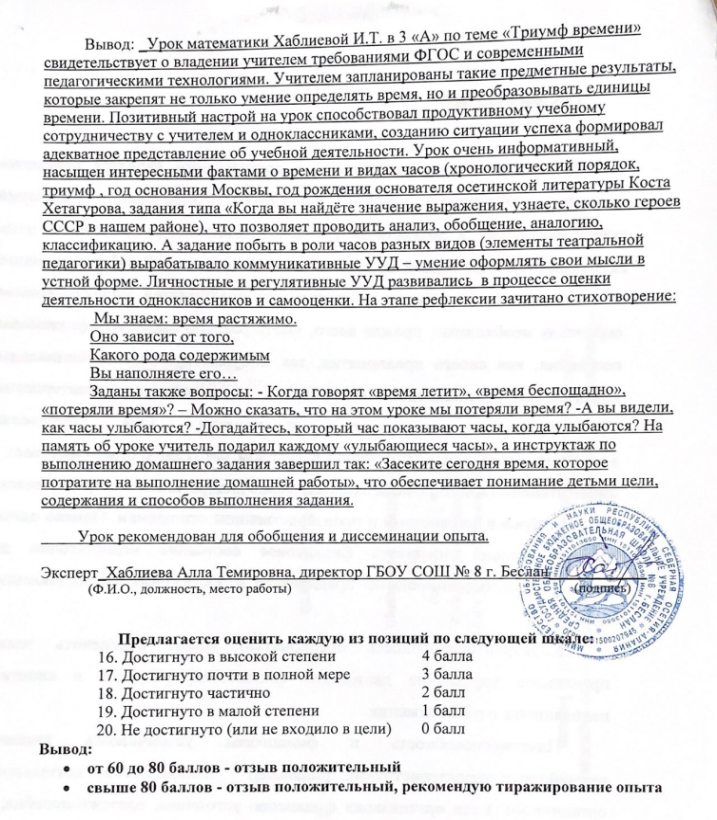 Вывод: _Урок математики Хаблиевой И.Т. в 3 «А» по теме «Триумф времени»
свидетельствует о владении учителем требованиями ФГОС и современными
педагогическими технологиями. Учителем запланированы такие предметные результаты,
которые закрепят не только умение определять время, но и преобразовывать единицы
времени. Позитивный настрой на урок способствовал продуктивному учебному
сотрудничеству с учителем и одноклассниками, созданию ситуации успеха формировал
адекватное представление об учебной деятельности. Урок очень информативный,
насыщен интересными фактами о времени и видах часов (хронологический порядок,
триумф , год основания Москвы, год рождения основателя осетинской литературы Коста
Хетагурова, задания типа «Когда вы найдёте значение выражения, узнаете, сколько героев
СССР в нашем районе), что позволяет проводить анализ, обобщение, аналогию,
классификацию. А задание побыть в роли часов разных видов (элементы театральной
педагогики) вырабатывало коммуникативные УУД – умение оформлять свои мысли в
устной форме. Личностные и регулятивные УУД развивались  в процессе оценки
деятельности одноклассников и самооценки. На этапе рефлексии зачитано стихотворение:
Мы знаем: время растяжимо.
Оно зависит от того,
Какого рода содержимым
Вы наполняете его…
Заданы также вопросы: - Когда говорят «время летит», «время беспощадно»,
«потеряли время»? – Можно сказать, что на этом уроке мы потеряли время? -А вы видели,
как часы улыбаются? -Догадайтесь, который час показывают часы, когда улыбаются? На
память об уроке учитель подарил каждому «улыбающиеся часы», а инструктаж по
выполнению домашнего задания завершил так: «Засеките сегодня время, которое
потратите на выполнение домашней работы», что обеспечивает понимание детьми цели,
содержания и способов выполнения задания.
Урок рекомендован для обобщения и диссеминации опыта.
Эксперт_Хаблиева Алла Темировна, директор ГБОУ СОШ № 8 г. Беслан
(Ф.И.О., должность, место работы) (подпись)
Предлагается оценить каждую из позиций по следующей шкале:
16. Достигнуто в высокой степени 4 балла
17. Достигнуто почти в полной мере 3 балла
18. Достигнуто частично 2 балл
19. Достигнуто в малой степени 1 балл
20. Не достигнуто (или не входило в цели) 0 балл
Вывод:
• от 60 до 80 баллов - отзыв положительный
• свыше 80 баллов - отзыв положительный, рекомендую тиражирование опыта